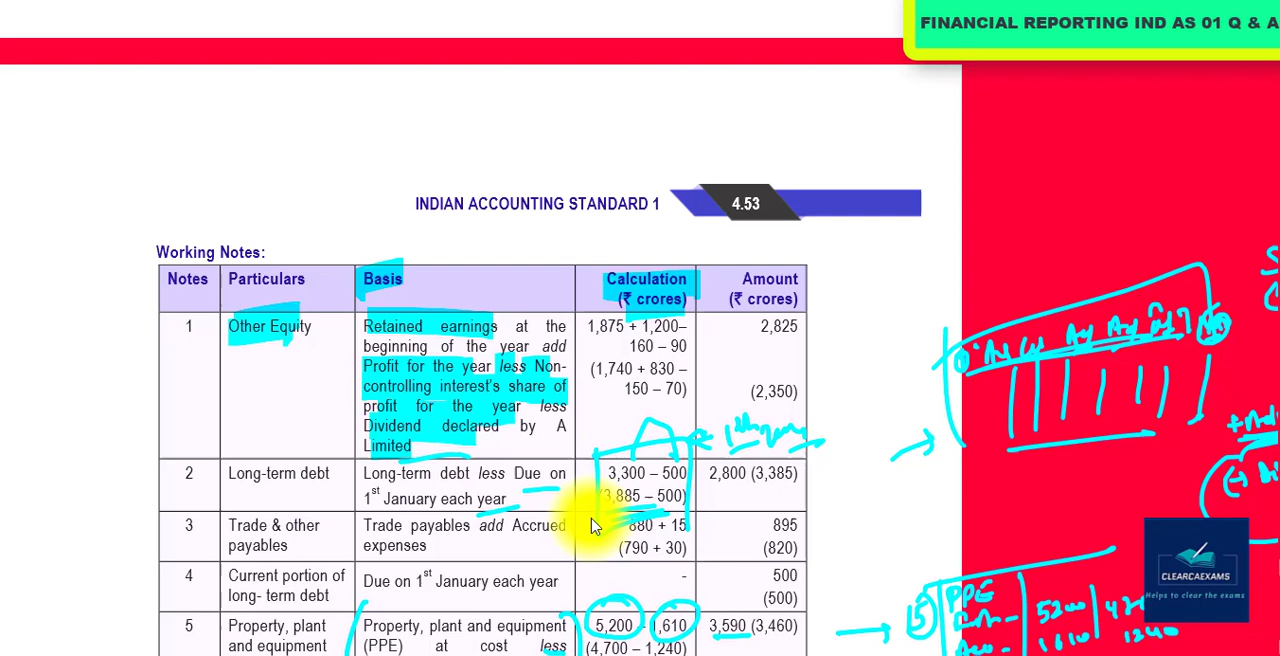 FINANCIAL REPORTING IND AS 01 Q & A
INDIAN ACCOUNTING STANDARD 1
4.53
Working Notes:
Notes Particulars Basis Calculation (₹ crores) Amount (₹ crores)
1 Other Equity Retained earnings at the 1,875 + 1,200– 2,825
beginning of the year add 160 – 90
Profit for the year less Non- (1,740 + 830 –
controlling interest's share of 150 – 70) (2,350)
profit for the year less
Dividend declared by A
Limited
2 Long-term debt Long-term debt less Due on 3,300 – 500 2,800 (3,385)
1st January each year (3,885 – 500)
3 Trade & other Trade payables add Accrued 880 + 15 895
payables expenses (790 + 30) (820)
4 Current portion of Due on 1st January each year - 500
long- term debt (500)
5 Property, plant Property, plant and equipment 5,200 - 1,610 3,590 (3,460)
and equipment (PPE) at cost less (4,700 – 1,240)
5 PPE
5200
1610 1240
CLEARCAEXAMS
Helps to clear the exams